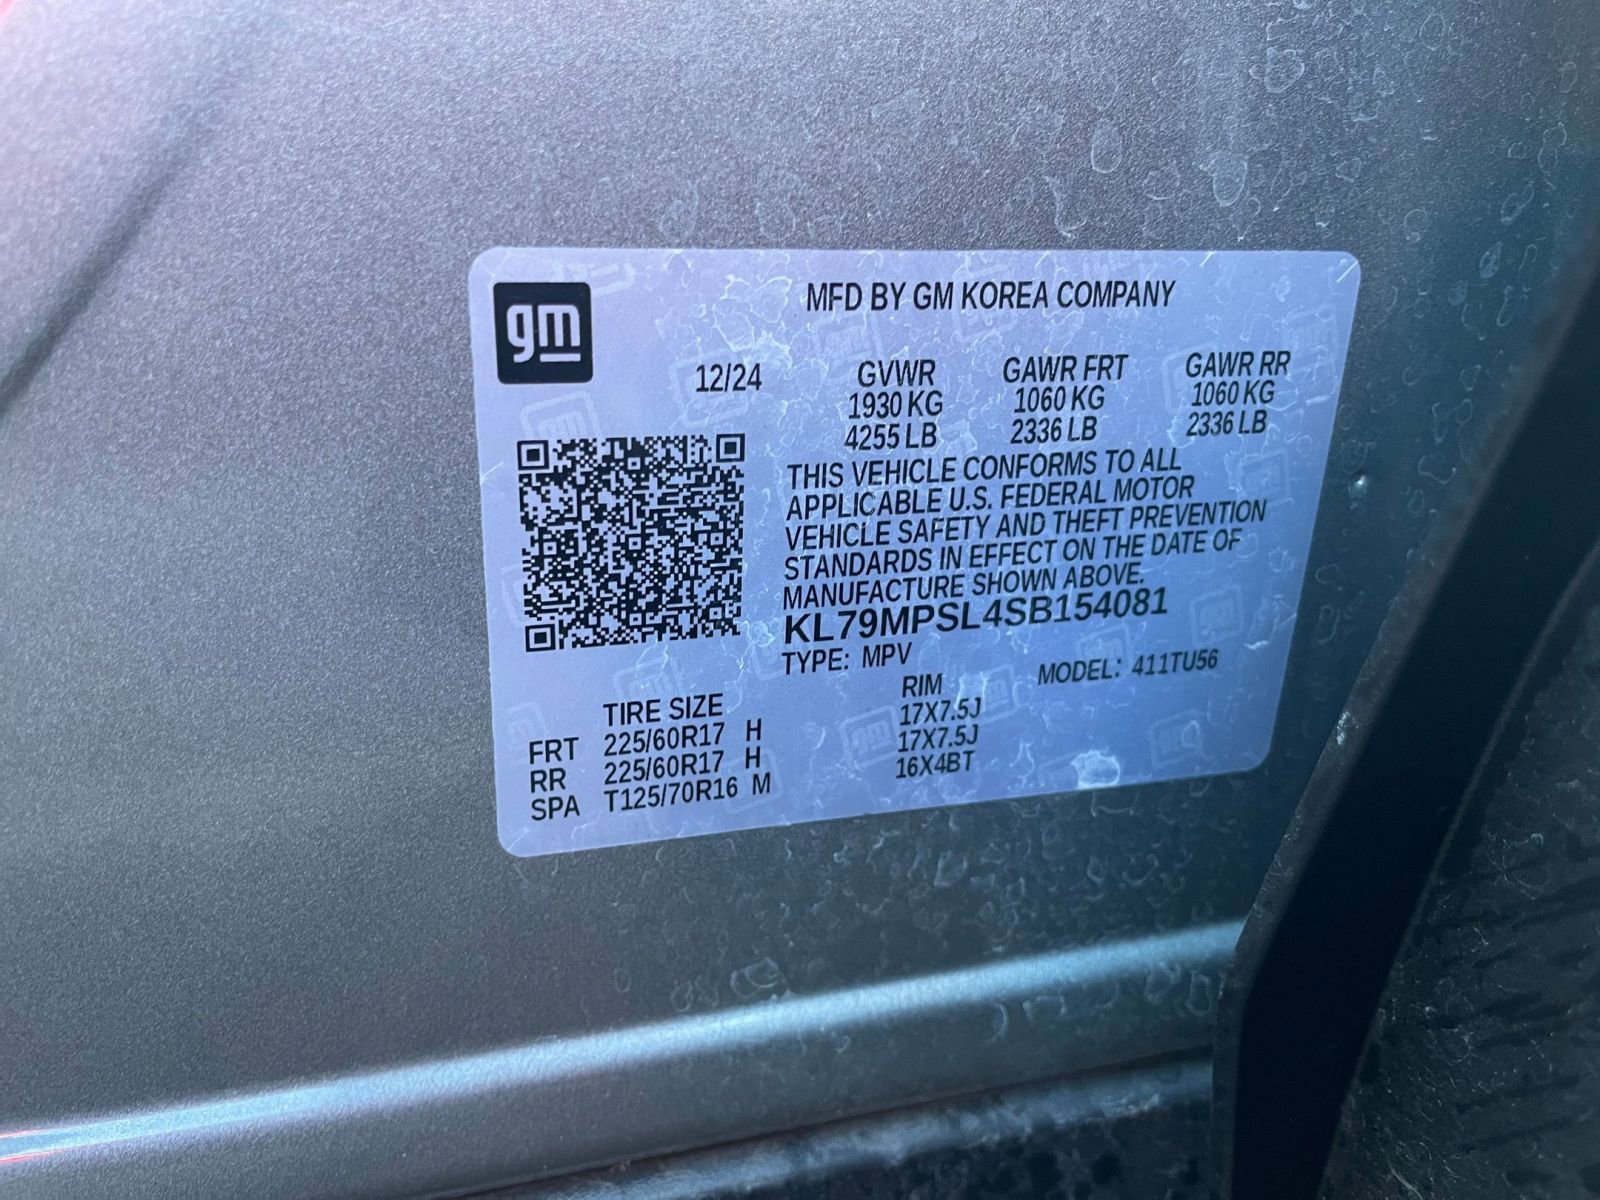 gm
MFD BY GM KOREA COMPANY
12/24
GVWR GAWR FRT GAWR RR
1930 KG 1060 KG 1060 KG
4255 LB 2336 LB 2336 LB
THIS VEHICLE CONFORMS TO ALL
APPLICABLE U.S. FEDERAL MOTOR
VEHICLE SAFETY AND THEFT PREVENTION
STANDARDS IN EFFECT ON THE DATE OF
MANUFACTURE SHOWN ABOVE.
KL79MPSL4SB154081
TYPE: MPV MODEL: 411TU56
TIRE SIZE RIM
FRT 225/60R17 H 17X7.5J
RR 225/60R17 H 17X7.5J
SPA T125/70R16 M 16X4BT